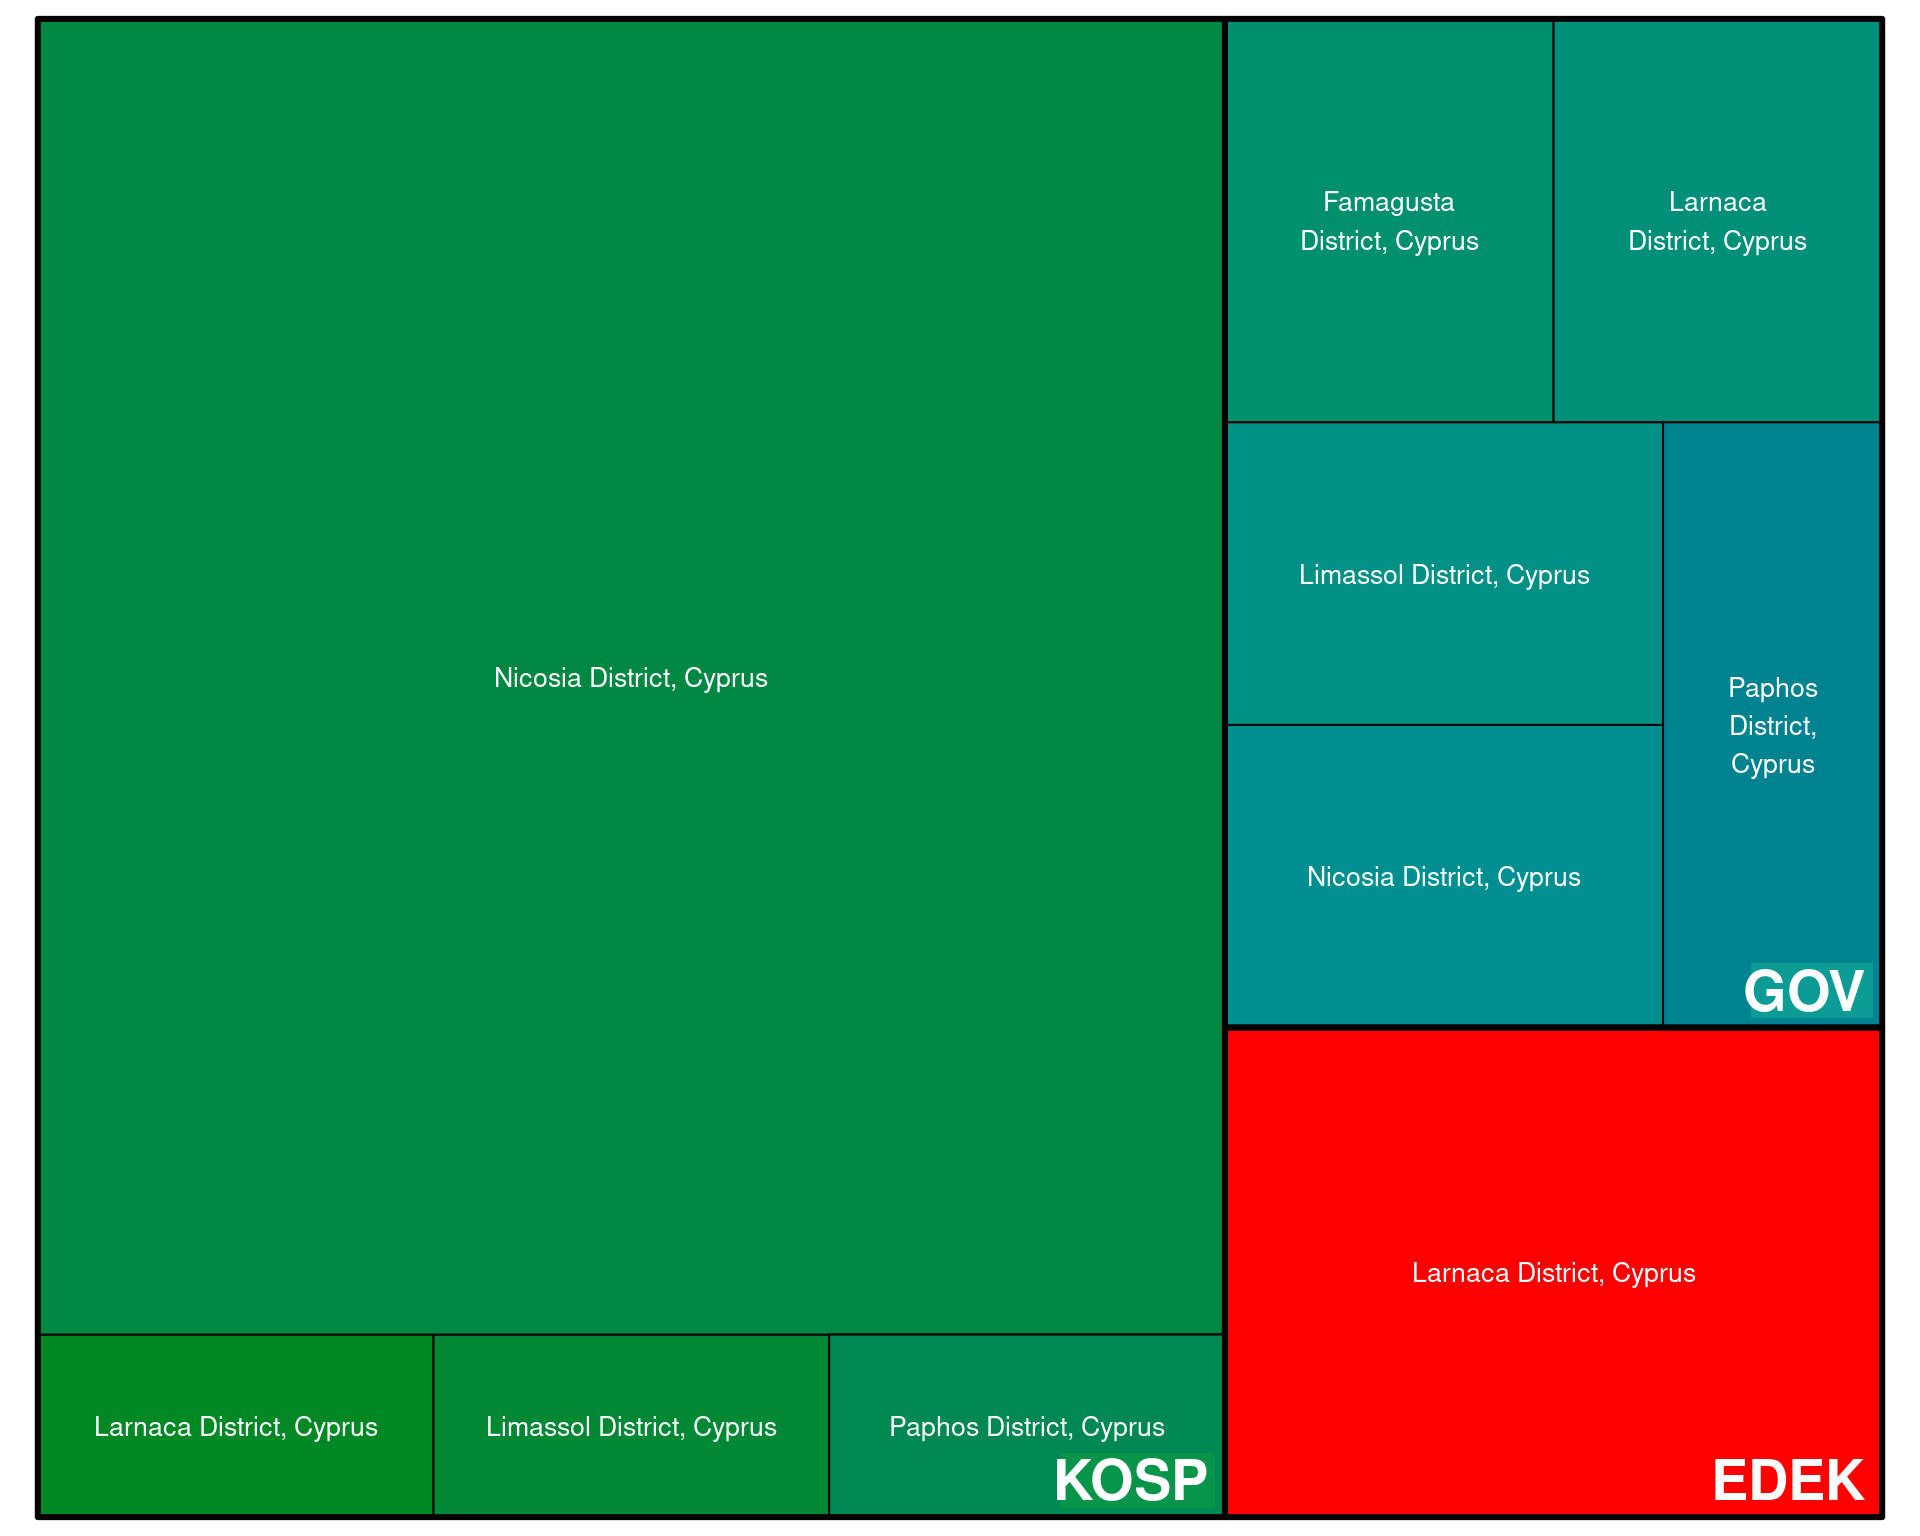 Nicosia District, Cyprus
Larnaca District, Cyprus
Limassol District, Cyprus
Paphos District, Cyprus
KOSP
Famagusta
District, Cyprus
Larnaca
District, Cyprus
Limassol District, Cyprus
Nicosia District, Cyprus
Paphos
District,
Cyprus
GOV
Larnaca District, Cyprus
EDEK